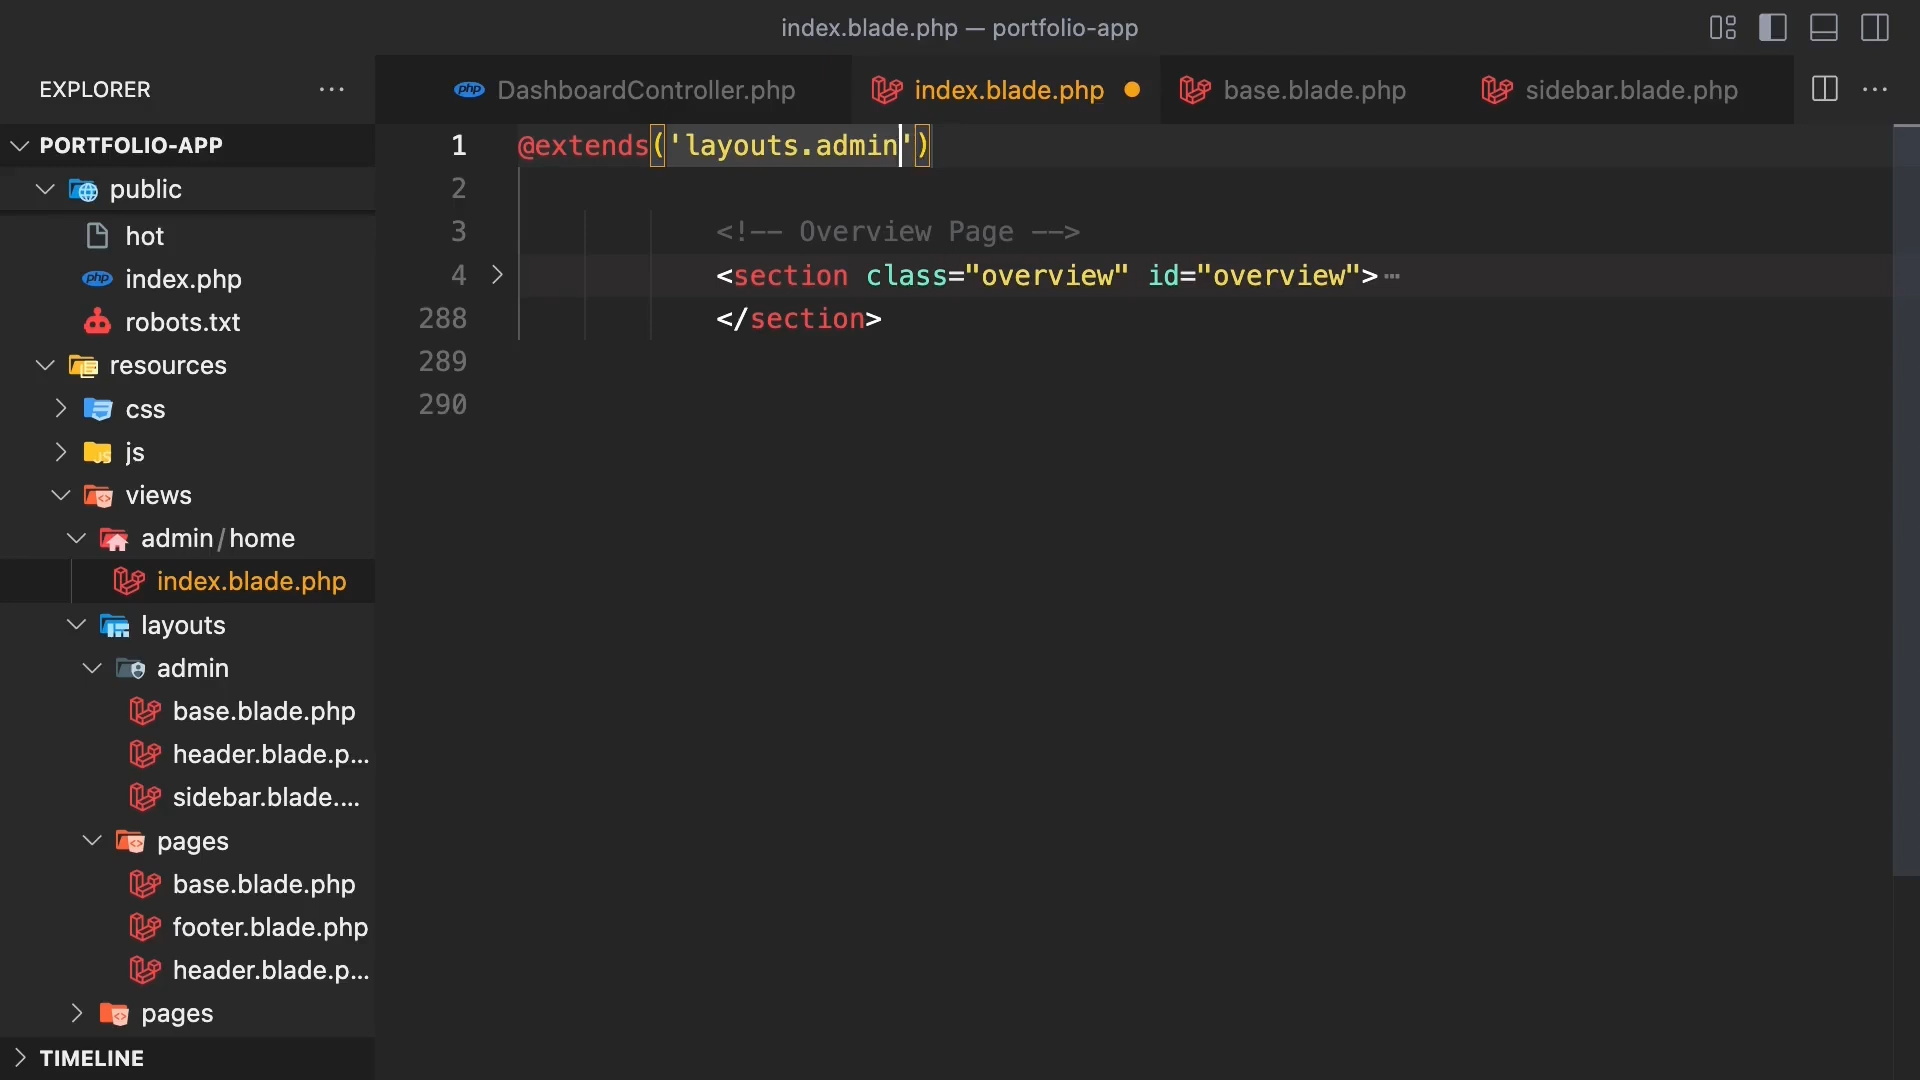 index.blade.php — portfolio-app
EXPLORER
PORTFOLIO-APP
public
hot
php index.php
robots.txt
resources
css
JS js
views
admin/home
index.blade.php
layouts
admin
base.blade.php
header.blade.p...
sidebar.blade....
pages
base.blade.php
footer.blade.php
header.blade.p...
pages
TIMELINE
php DashboardController.php
index.blade.php
base.blade.php
sidebar.blade.php
1 @extends('layouts.admin')
2
3 <!-- Overview Page -->
4 <section class="overview" id="overview">…
288 </section>
289
290